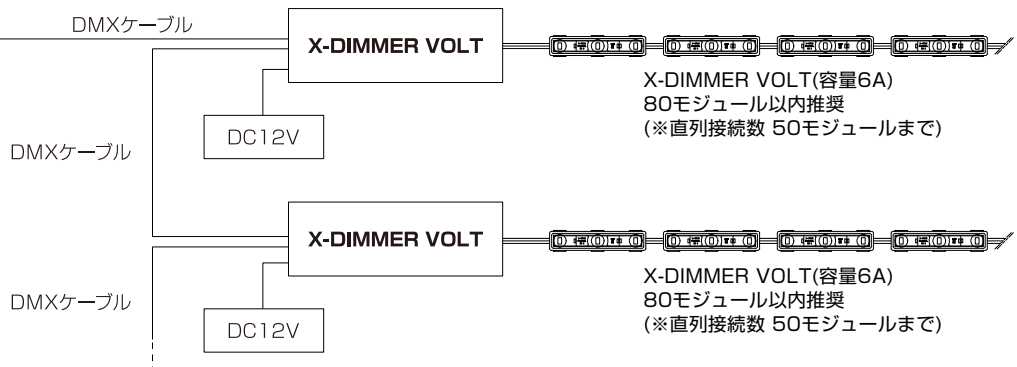 DMXケーブル
X-DIMMER VOLT
X-DIMMER VOLT(容量6A)
80モジュール以内推奨
(※直列接続数 50モジュールまで)
DC12V
DMXケーブル
X-DIMMER VOLT
X-DIMMER VOLT(容量6A)
80モジュール以内推奨
(※直列接続数 50モジュールまで)
DMXケーブル
DC12V